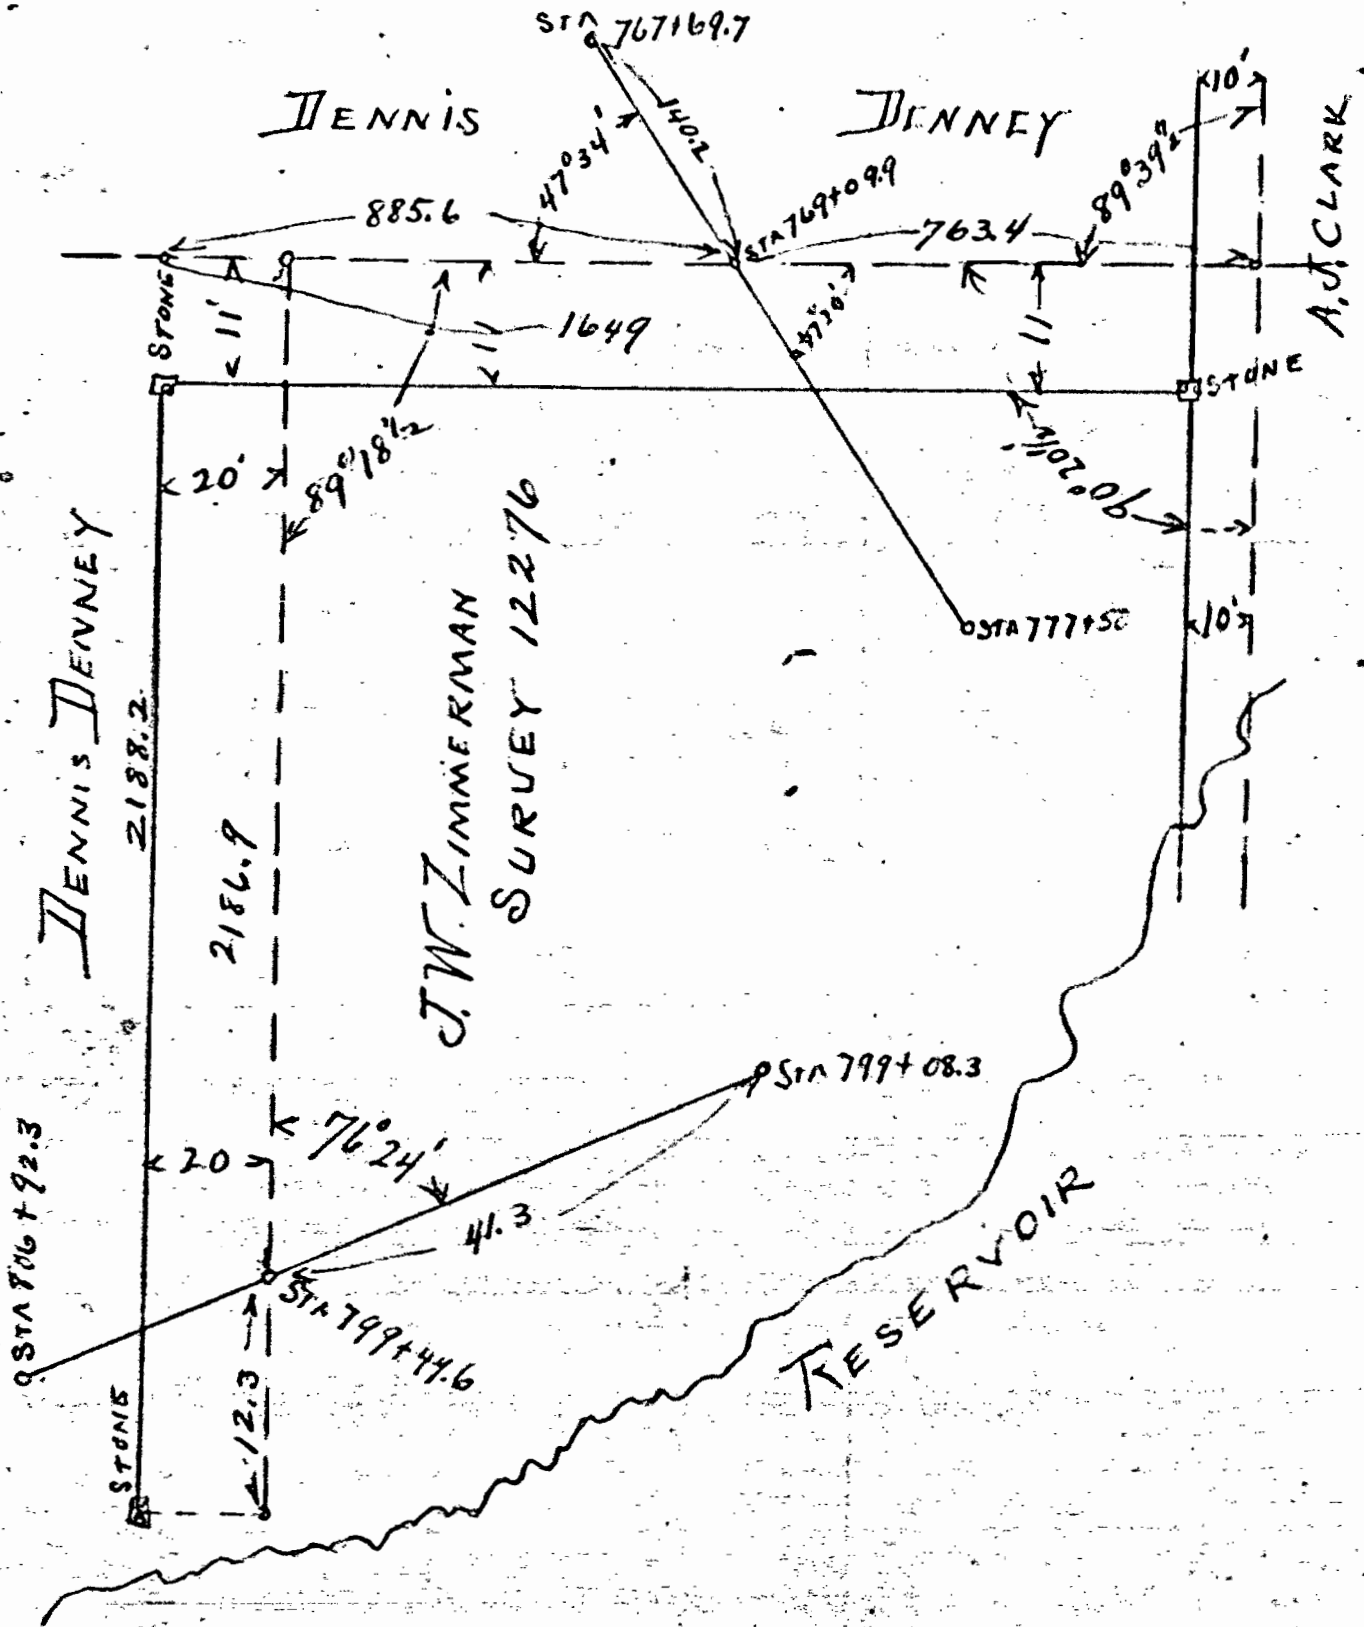 STA 767+69.7
DENNIS
DENNEY
10'
140.2
47°34'
89°39½'
A.J. CLARK
885.6
STA 769+09.9
763.4
STONE
11'
1649
11
11
STONE
20'
89°18½
90°20½'
DENNIS DENNEY
J.W. ZIMMERMAN
SURVEY 12276
STA 777+50
10'
2188.2
2186.9
STA 799+08.3
STA 806+92.3
20
76°24'
41.3
STA 799+49.6
12.3
STONE
RESERVOIR